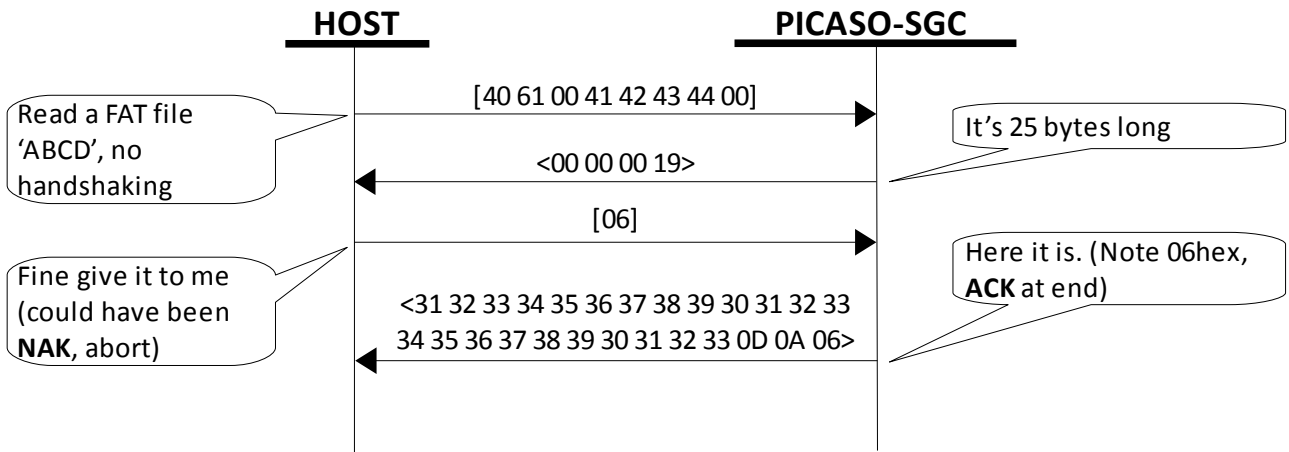 HOST
PICASO-SGC
[40 61 00 41 42 43 44 00]
Read a FAT file
‘ABCD’, no
handshaking
It’s 25 bytes long
<00 00 00 19>
[06]
Fine give it to me
(could have been
NAK, abort)
Here it is. (Note 06hex,
ACK at end)
<31 32 33 34 35 36 37 38 39 30 31 32 33
34 35 36 37 38 39 30 31 32 33 0D 0A 06>